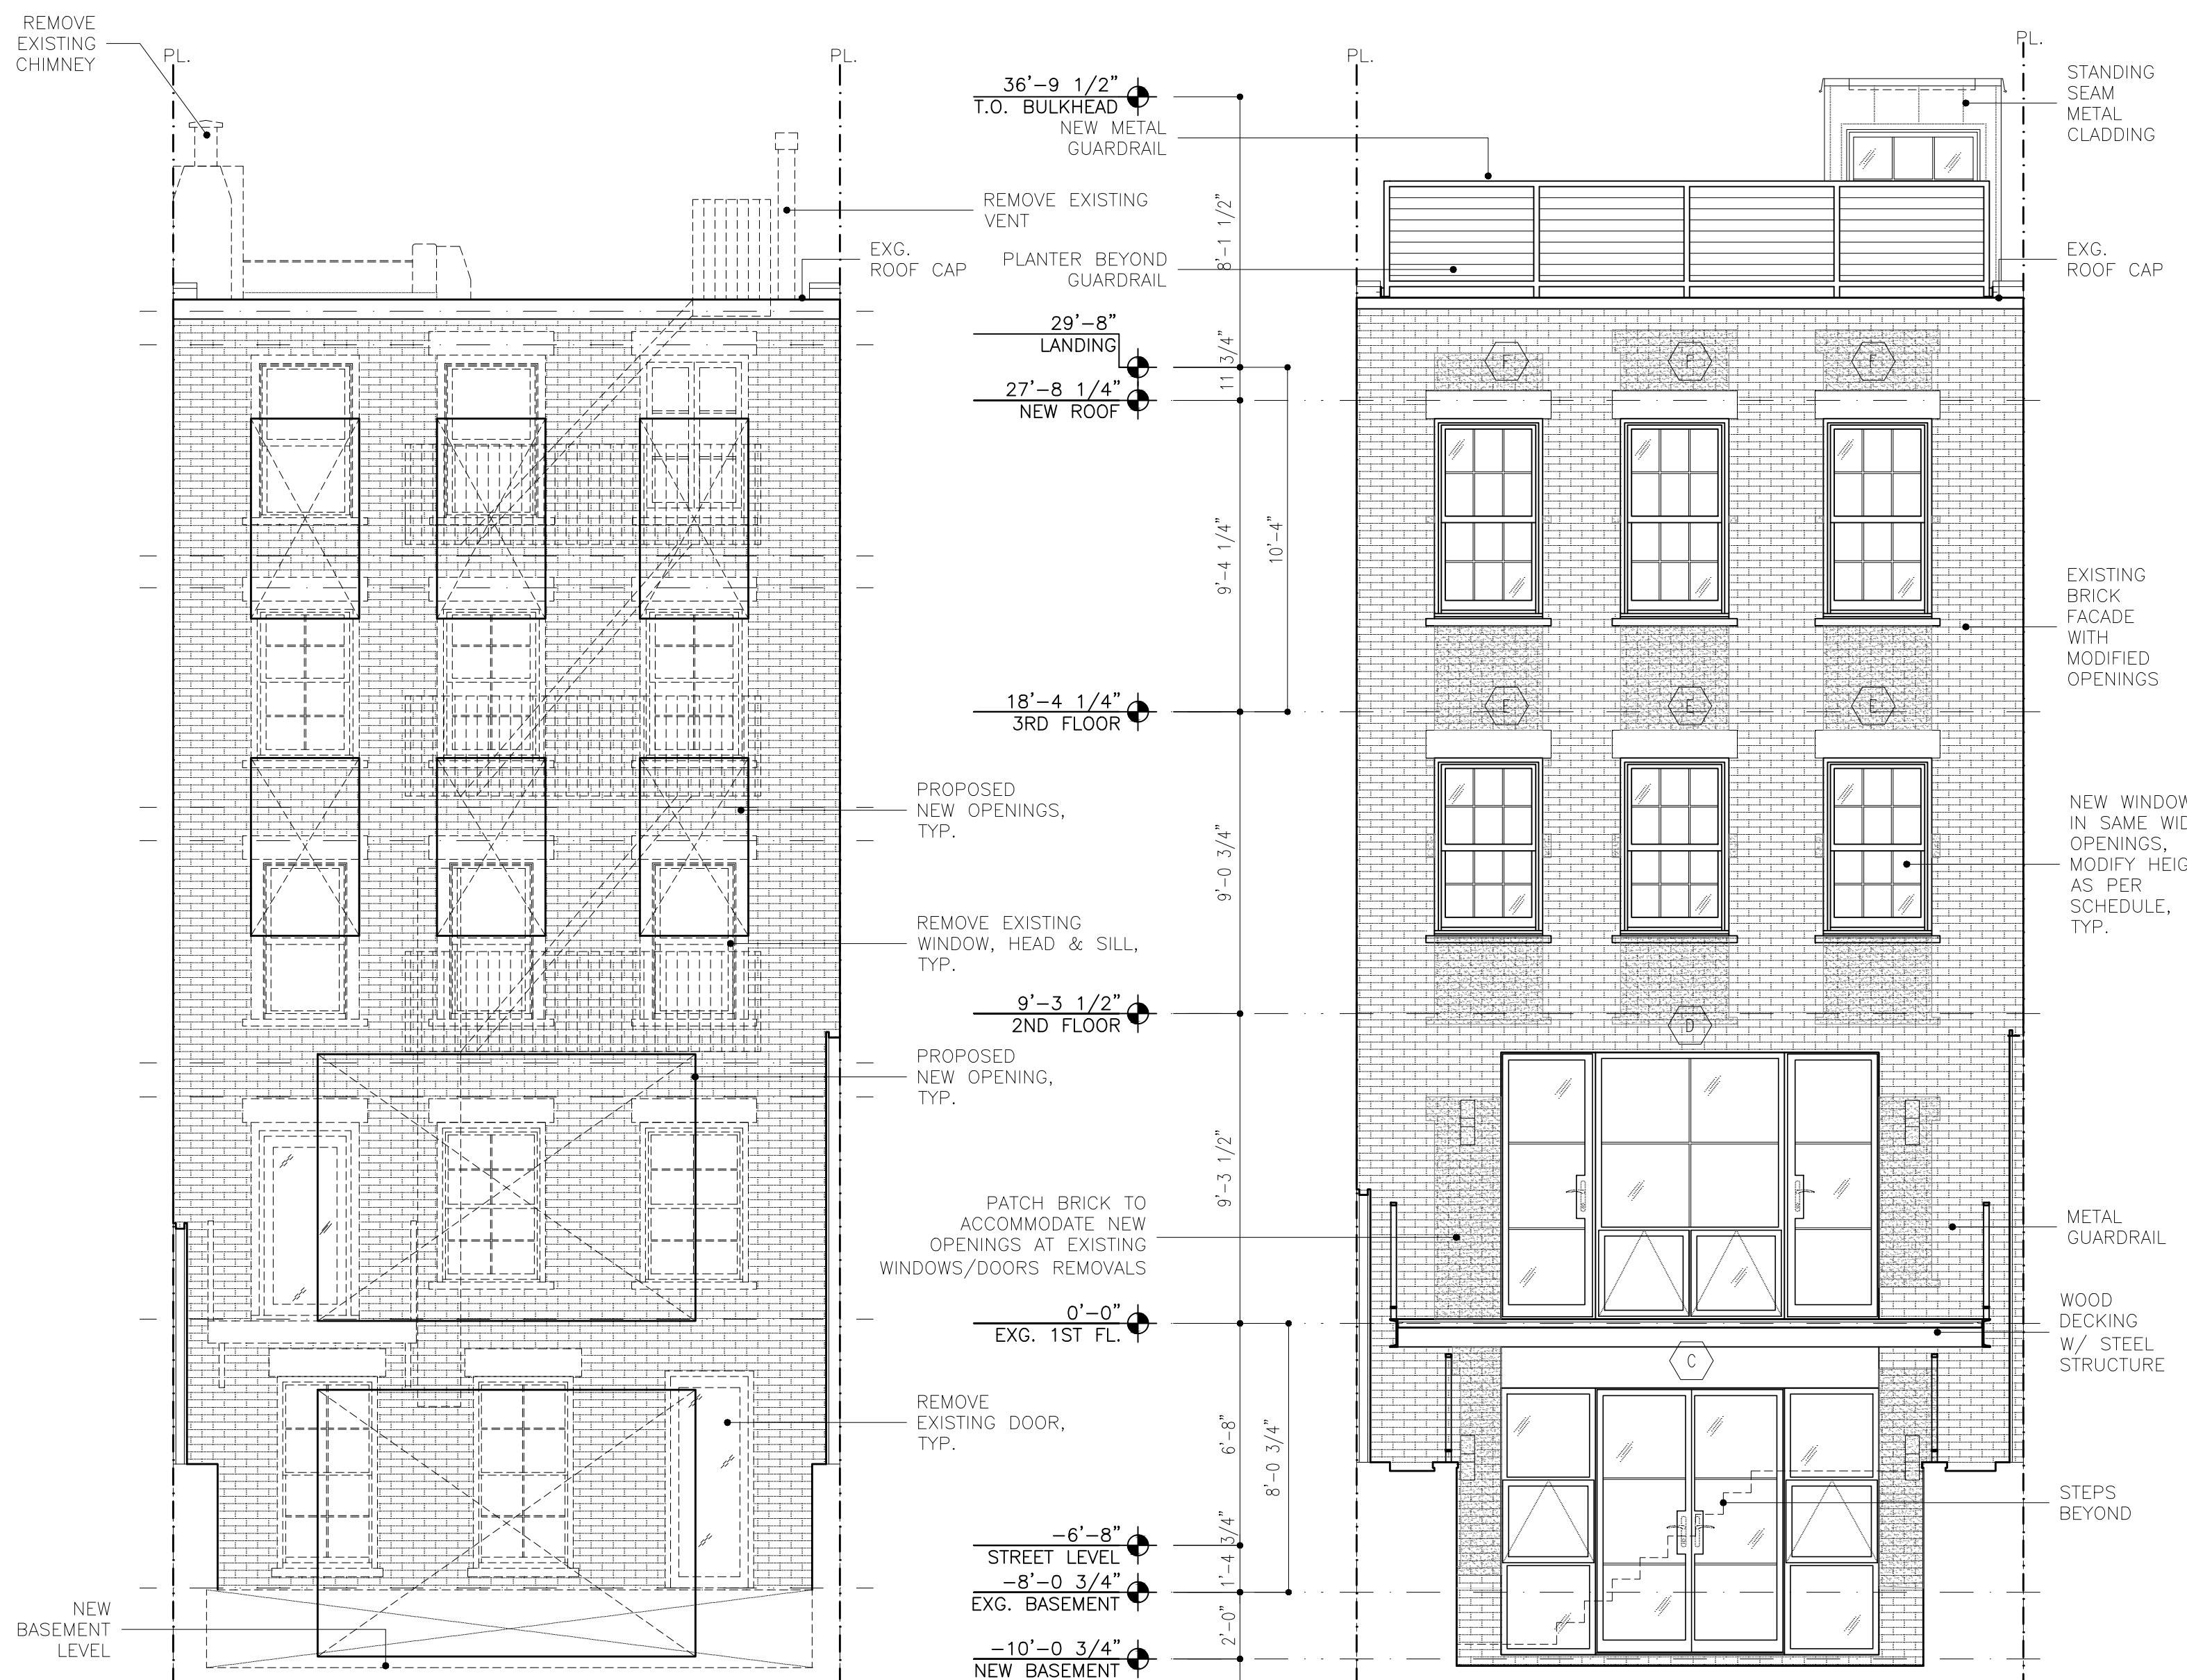 REMOVE
EXISTING
CHIMNEY
PL.
PL.
REMOVE EXISTING
VENT
EXG.
ROOF CAP
PROPOSED
NEW OPENINGS,
TYP.
REMOVE EXISTING
WINDOW, HEAD & SILL,
TYP.
PROPOSED
NEW OPENING,
TYP.
REMOVE
EXISTING DOOR,
TYP.
NEW
BASEMENT
LEVEL
36'-9 1/2"
T.O. BULKHEAD
NEW METAL
GUARDRAIL
PLANTER BEYOND
GUARDRAIL
29'-8"
LANDING
27'-8 1/4"
NEW ROOF
18'-4 1/4"
3RD FLOOR
9'-3 1/2"
2ND FLOOR
PATCH BRICK TO
ACCOMMODATE NEW
OPENINGS AT EXISTING
WINDOWS/DOORS REMOVALS
0'-0"
EXG. 1ST FL.
-6'-8"
STREET LEVEL
-8'-0 3/4"
EXG. BASEMENT
-10'-0 3/4"
NEW BASEMENT
8'-1 1/2"
11 3/4"
9'-4 1/4"
10'-4"
9'-0 3/4"
9'-3 1/2"
6'-8"
8'-0 3/4"
1'-4 3/4"
2'-0"
PL.
PL.
STANDING
SEAM
METAL
CLADDING
EXG.
ROOF CAP
F F F
EXISTING
BRICK
FACADE
WITH
MODIFIED
OPENINGS
E E E
NEW WINDOW
IN SAME WID
OPENINGS,
MODIFY HEIG
AS PER
SCHEDULE,
TYP.
D
METAL
GUARDRAIL
WOOD
DECKING
W/ STEEL
STRUCTURE
C
STEPS
BEYOND